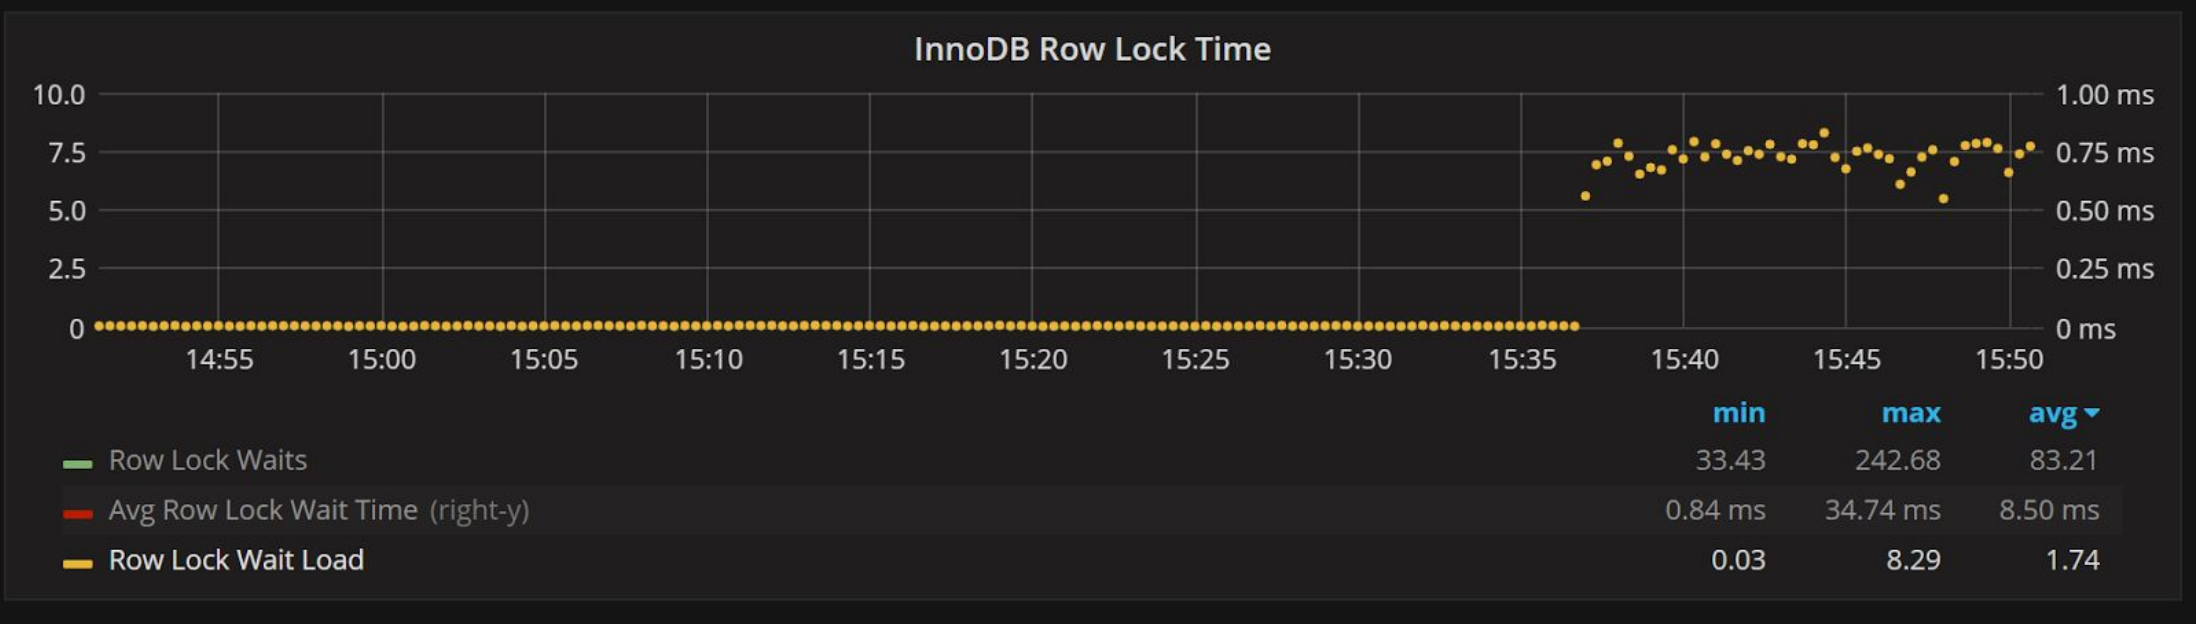 InnoDB Row Lock Time
10.0 1.00 ms
7.5 0.75 ms
5.0 0.50 ms
2.5 0.25 ms
0 0 ms
14:55 15:00 15:05 15:10 15:15 15:20 15:25 15:30 15:35 15:40 15:45 15:50
min max avg
Row Lock Waits 33.43 242.68 83.21
Avg Row Lock Wait Time (right-y) 0.84 ms 34.74 ms 8.50 ms
Row Lock Wait Load 0.03 8.29 1.74